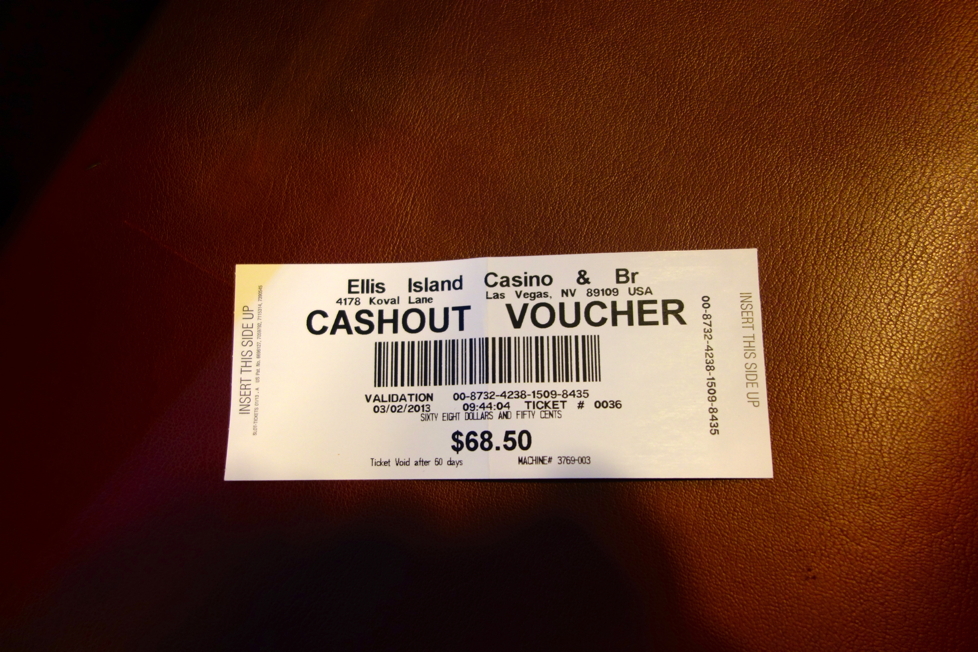 Ellis Island Casino & Br
4178 Koval Lane Las Vegas, NV 89109 USA
CASHOUT VOUCHER
VALIDATION 00-8732-4238-1509-8435
03/02/2013 09:44:04 TICKET # 0036
SIXTY EIGHT DOLLARS AND FIFTY CENTS
$68.50
Ticket Void after 60 days MACHINE# 3769-003
INSERT THIS SIDE UP
00-8732-4238-1509-8435
INSERT THIS SIDE UP